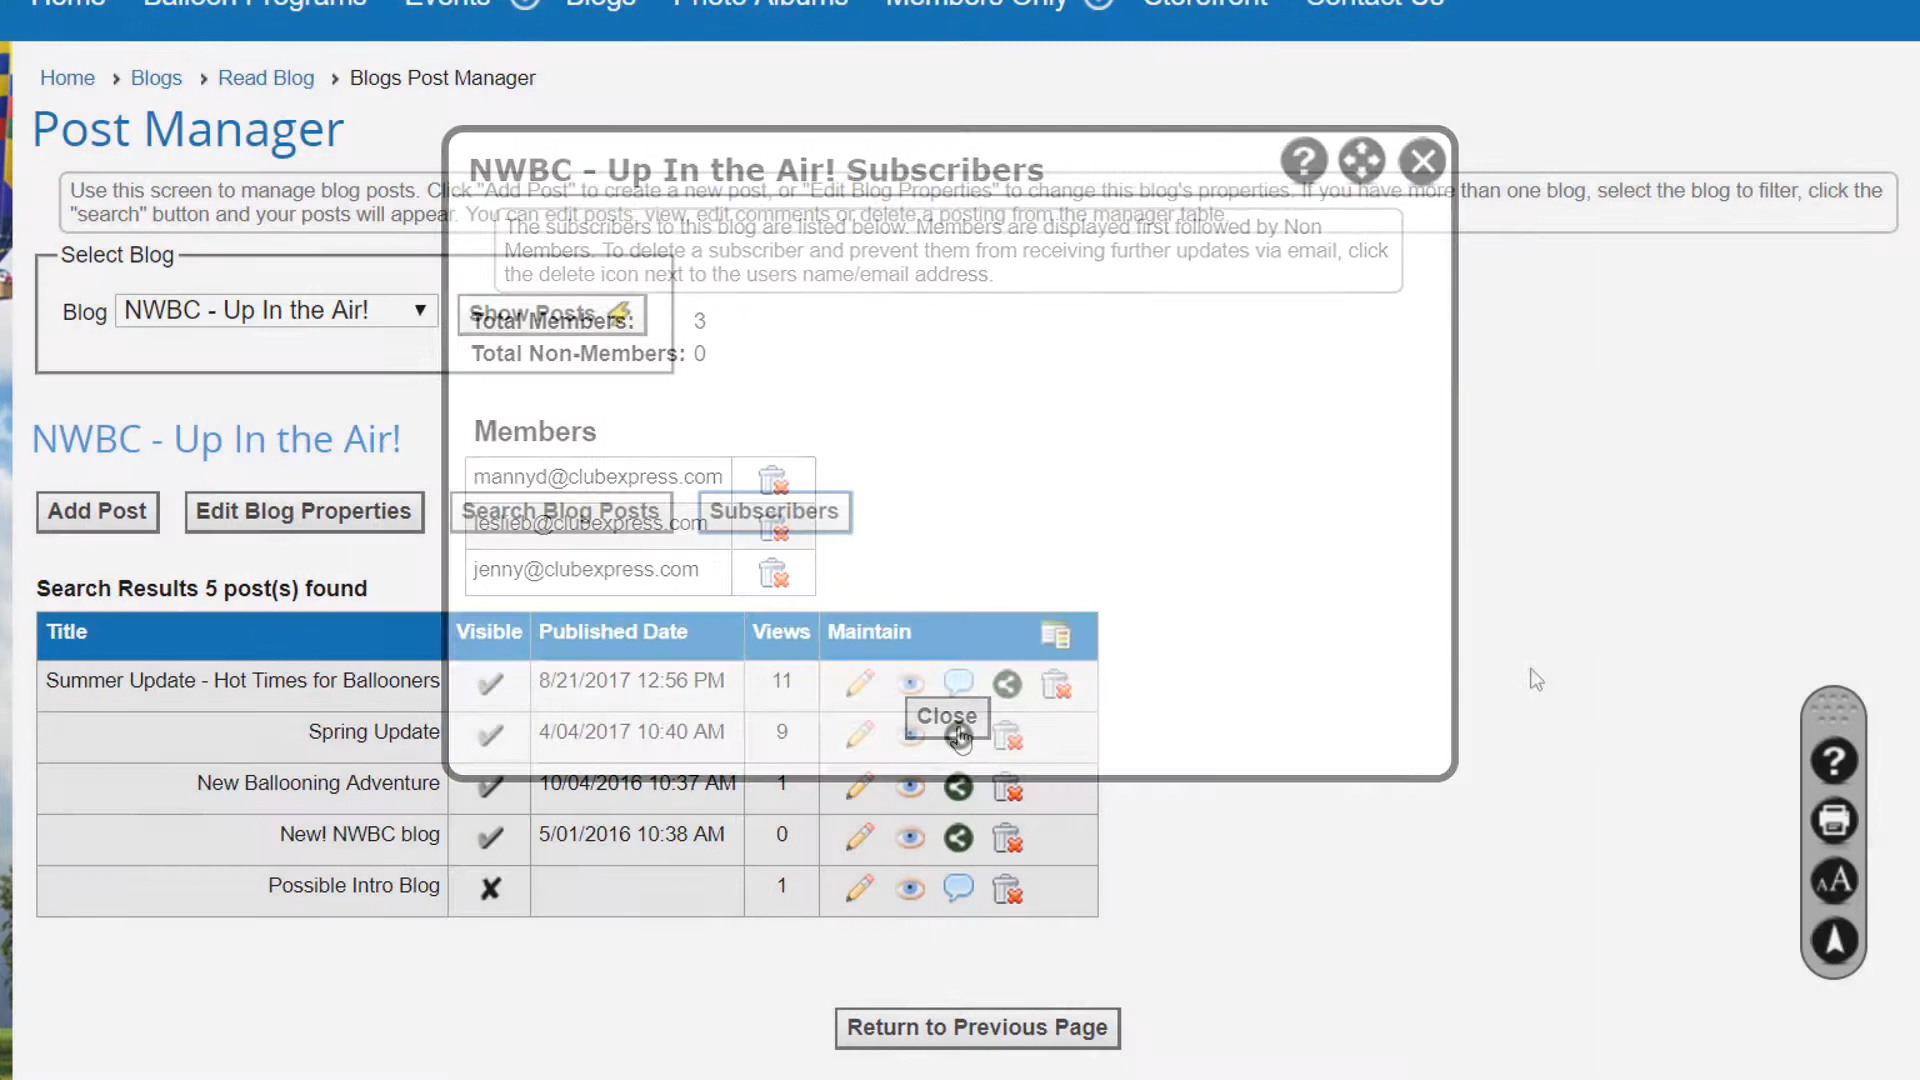 Home Balloon Programs Events Blogs Photo Albums Members Only Storefront Contact Us
Home > Blogs > Read Blog > Blogs Post Manager
Post Manager
Use this screen to manage blog posts. Click "Add Post" to create a new post, or "Edit Blog Properties" to change this blog's properties. If you have more than one blog, select the blog to filter, click the
"search" button and your posts will appear. You can edit posts, view, edit comments or delete a posting from the manager table.
NWBC - Up In the Air! Subscribers
The subscribers to this blog are listed below. Members are displayed first followed by Non
Members. To delete a subscriber and prevent them from receiving further updates via email, click
the delete icon next to the users name/email address.
Select Blog
Blog NWBC - Up In the Air! Show Posts
Total Members: 3
Total Non-Members: 0
Members
mannyd@clubexpress.com
leslieb@clubexpress.com
jenny@clubexpress.com
NWBC - Up In the Air!
Add Post Edit Blog Properties Search Blog Posts Subscribers
Search Results 5 post(s) found
Title Visible Published Date Views Maintain
Summer Update - Hot Times for Ballooners 8/21/2017 12:56 PM 11
Spring Update 4/04/2017 10:40 AM 9
New Ballooning Adventure 10/04/2016 10:37 AM 1
New! NWBC blog 5/01/2016 10:38 AM 0
Possible Intro Blog 1
Close
Return to Previous Page
AA